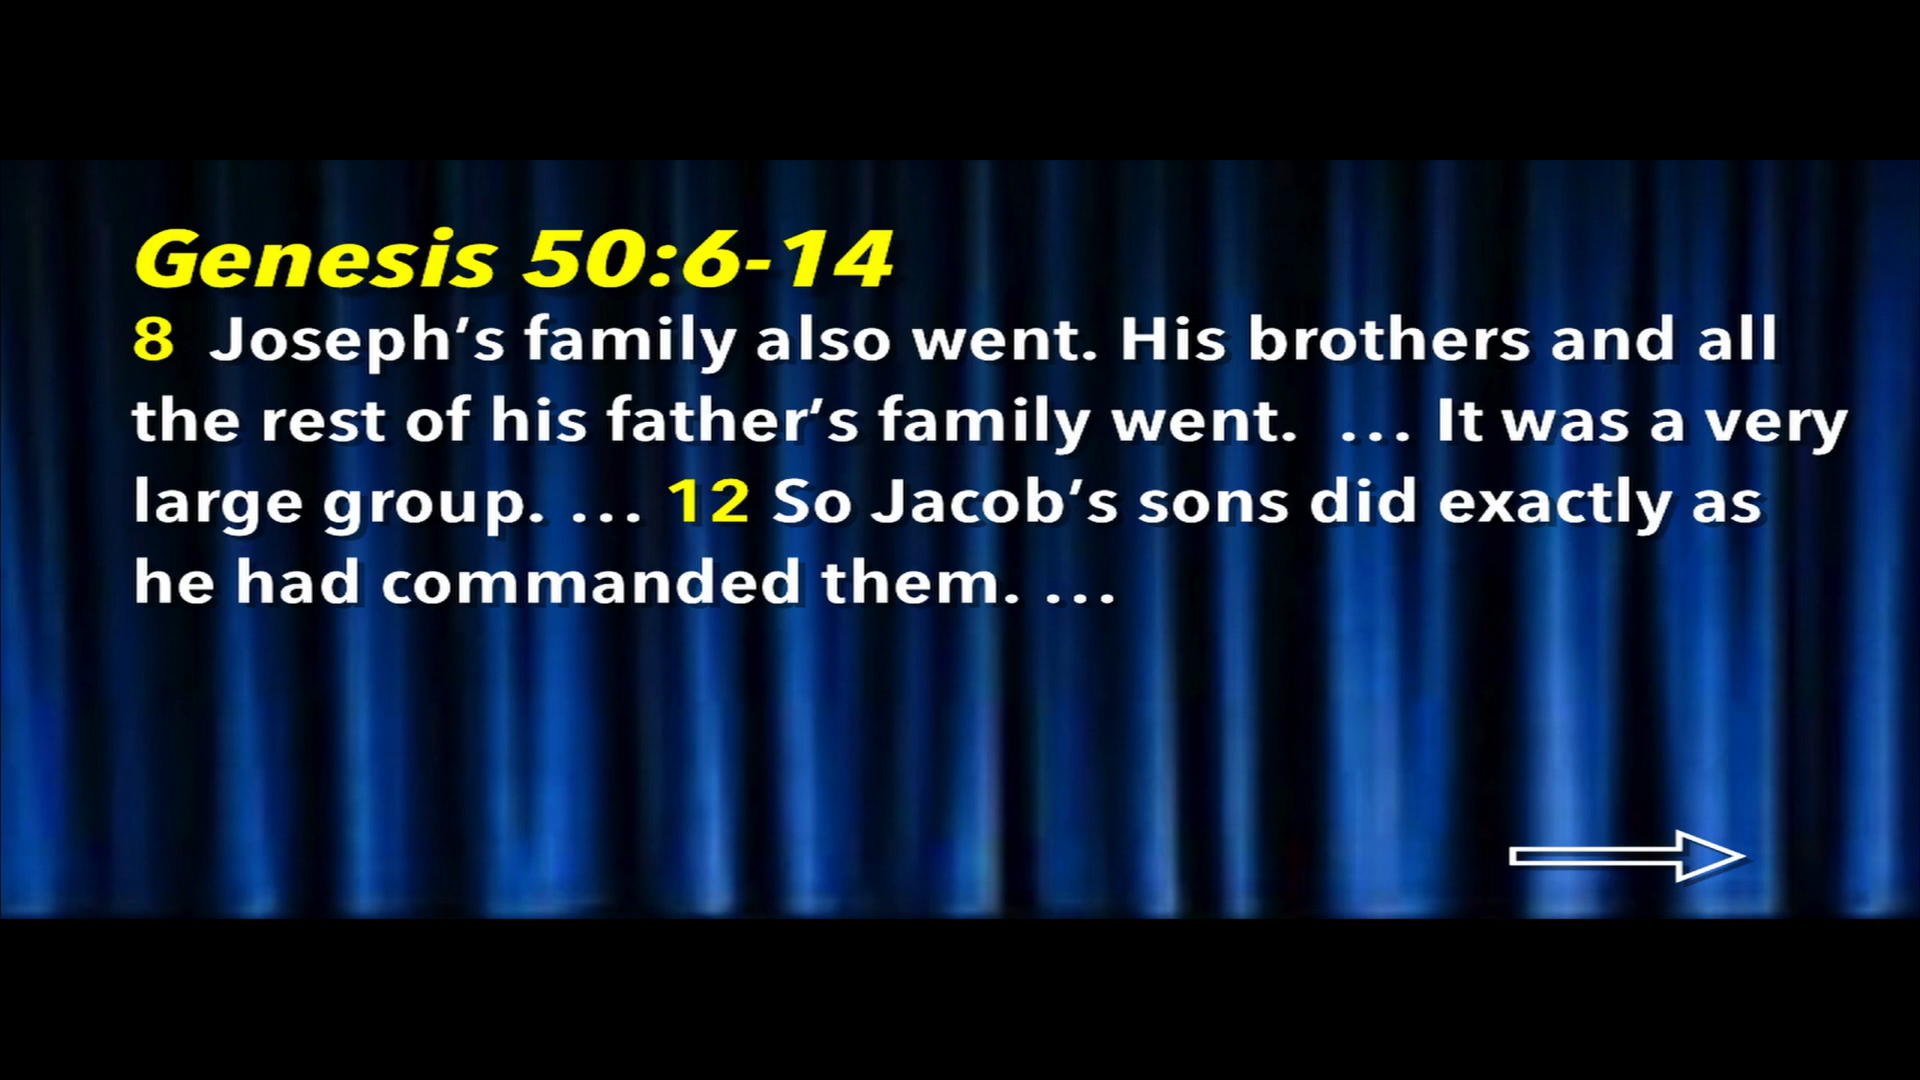 Genesis 50:6-14
8 Joseph’s family also went. His brothers and all
the rest of his father’s family went. ... It was a very
large group. ... 12 So Jacob’s sons did exactly as
he had commanded them. ...